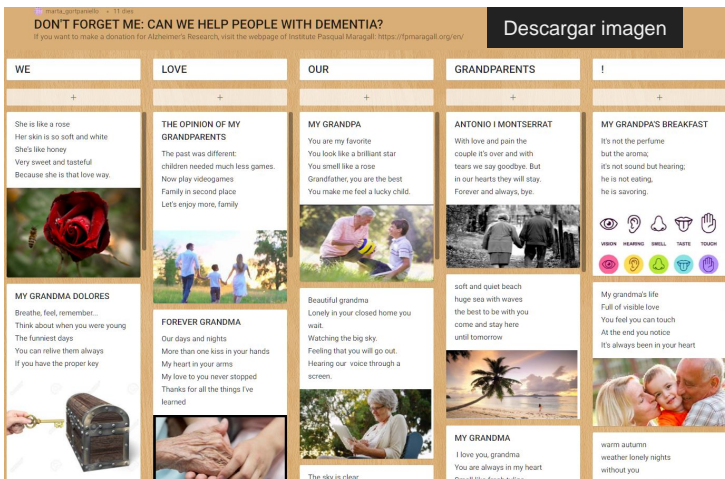 marta_gortpaniello • 11 dies
DON'T FORGET ME: CAN WE HELP PEOPLE WITH DEMENTIA?
If you want to make a donation for Alzheimer's Research, visit the webpage of Institute Pasqual Maragall: https://fpmaragall.org/en/
Descargar imagen
WE
+
She is like a rose
Her skin is so soft and white
She's like honey
Very sweet and tasteful
Because she is that love way.
MY GRANDMA DOLORES
Breathe, feel, remember...
Think about when you were young
The funniest days
You can relive them always
If you have the proper key
LOVE
+
THE OPINION OF MY
GRANDPARENTS
The past was different:
children needed much less games.
Now play videogames
Family in second place
Let's enjoy more, family
FOREVER GRANDMA
Our days and nights
More than one kiss in your hands
My heart in your arms
My love to you never stopped
Thanks for all the things I've
learned
OUR
+
MY GRANDPA
You are my favorite
You look like a brilliant star
You smell like a rose
Grandfather, you are the best
You make me feel a lucky child.
Beautiful grandma
Lonely in your closed home you
wait.
Watching the big sky.
Feeling that you will go out.
Hearing our voice through a
screen.
The sky is clear
GRANDPARENTS
+
ANTONIO I MONTSERRAT
With love and pain the
couple it's over and with
tears we say goodbye. But
in our hearts they will stay.
Forever and always, bye.
soft and quiet beach
huge sea with waves
the best to be with you
come and stay here
until tomorrow
MY GRANDMA
I love you, grandma
You are always in my heart
Smell like fresh tulips
!
+
MY GRANDPA'S BREAKFAST
It's not the perfume
but the aroma;
it's not sound but hearing;
he is not eating,
he is savoring.
VISION HEARING SMELL TASTE TOUCH
My grandma's life
Full of visible love
You feel you can touch
At the end you notice
It's always been in your heart
warm autumn
weather lonely nights
without you